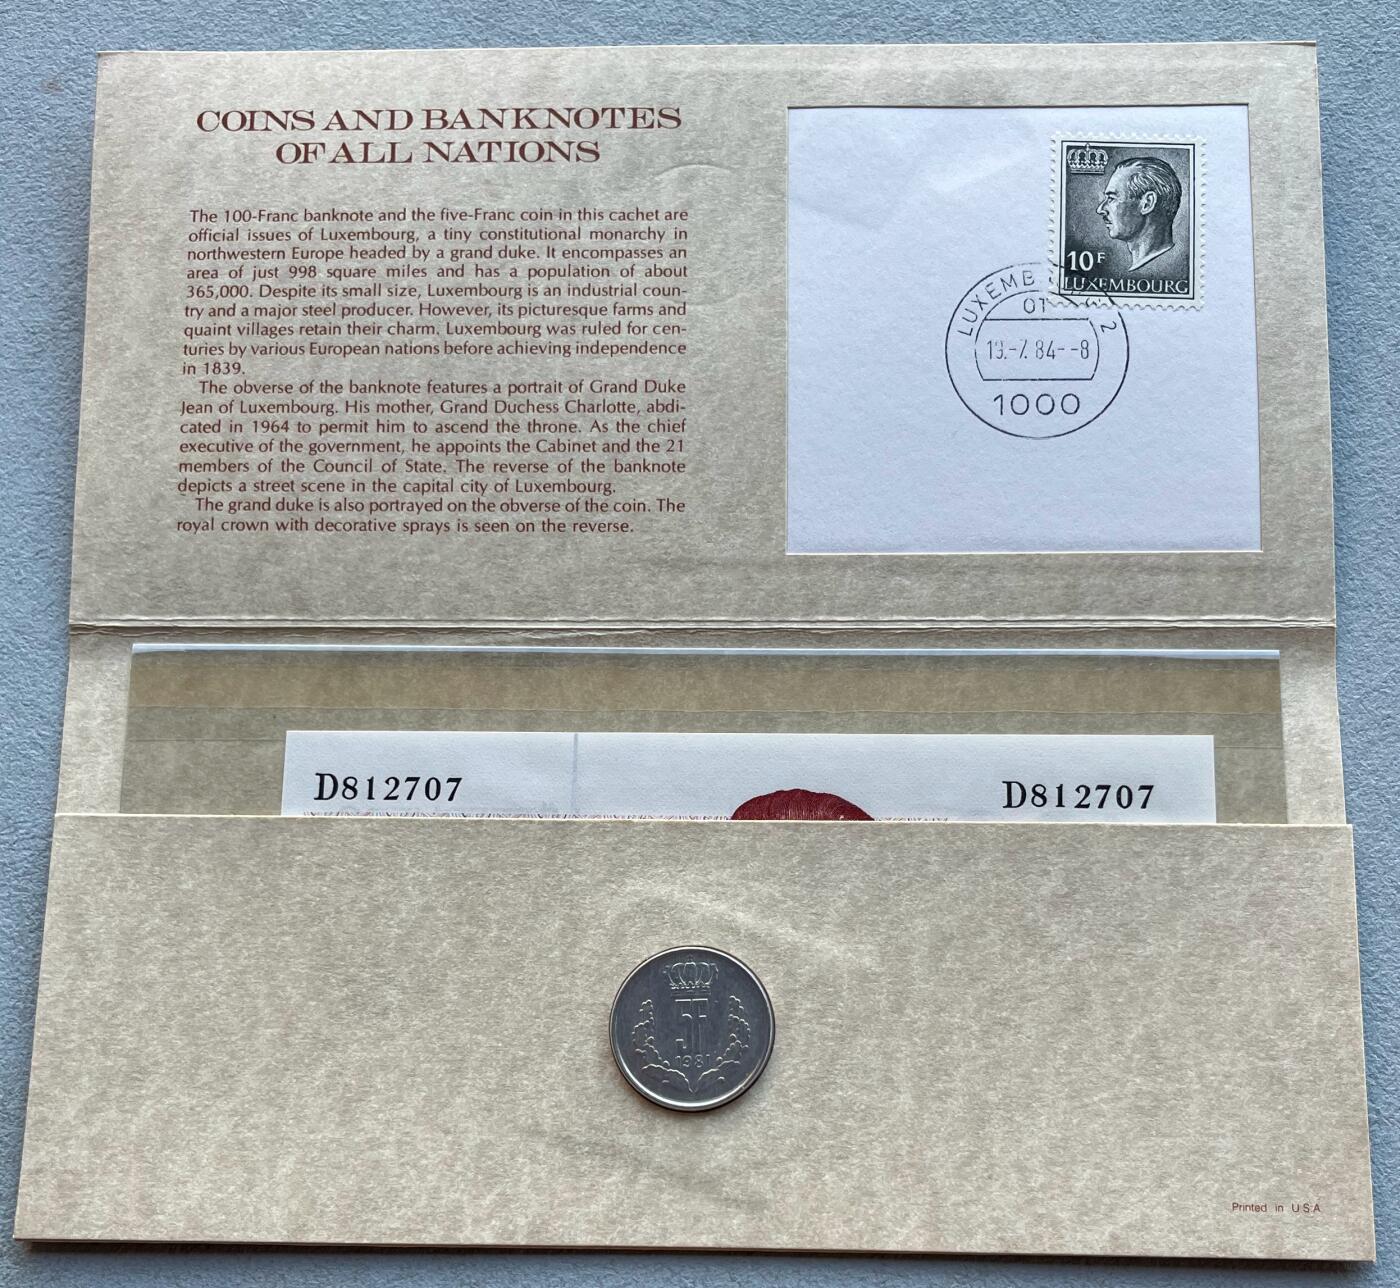 COINS AND BANKNOTES
OF ALL NATIONS
The 100-Franc banknote and the five-Franc coin in this cachet are
official issues of Luxembourg, a tiny constitutional monarchy in
northwestern Europe headed by a grand duke. It encompasses an
area of just 998 square miles and has a population of about
365,000. Despite its small size, Luxembourg is an industrial coun-
try and a major steel producer. However, its picturesque farms and
quaint villages retain their charm. Luxembourg was ruled for cen-
turies by various European nations before achieving independence
in 1839.
The obverse of the banknote features a portrait of Grand Duke
Jean of Luxembourg. His mother, Grand Duchess Charlotte, abdi-
cated in 1964 to permit him to ascend the throne. As the chief
executive of the government, he appoints the Cabinet and the 21
members of the Council of State. The reverse of the banknote
depicts a street scene in the capital city of Luxembourg.
The grand duke is also portrayed on the obverse of the coin. The
royal crown with decorative sprays is seen on the reverse.
10F
LUXEMBOURG
01
-7.84--8
1000
D812707
D812707
5F
1981
Printed in U.S.A.